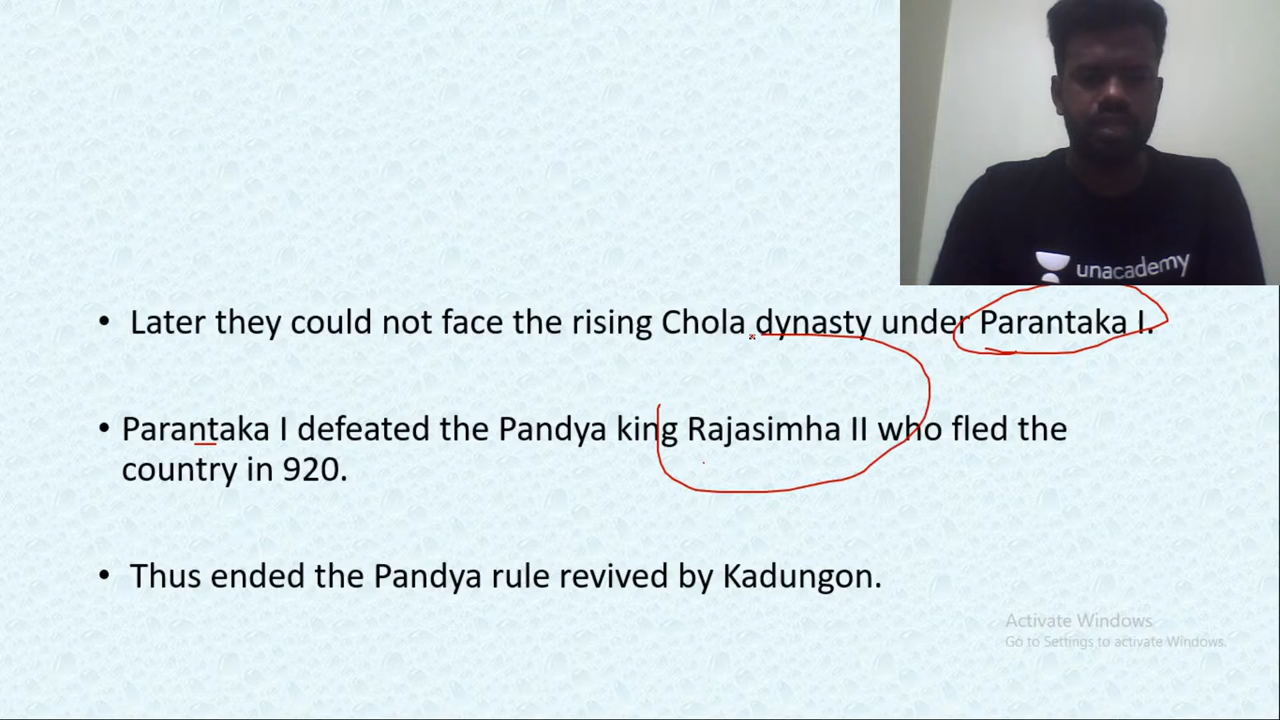 unacademy
• Later they could not face the rising Chola dynasty under Parantaka I.
• Parantaka I defeated the Pandya king Rajasimha II who fled the
country in 920.
• Thus ended the Pandya rule revived by Kadungon.
Activate Windows
Go to Settings to activate Windows.